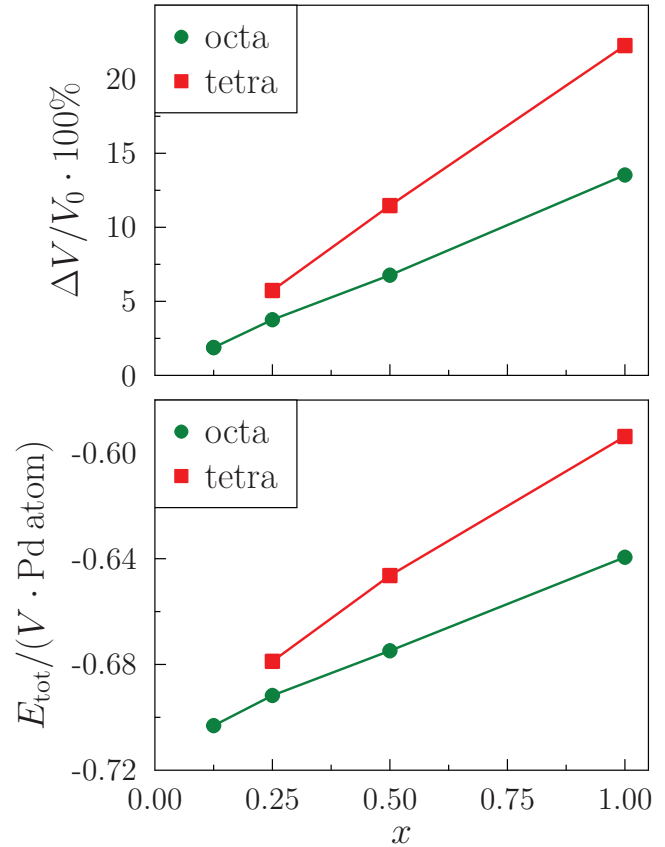 octa
tetra
20
15
10
5
0
ΔV/V₀ · 100%
octa
tetra
-0.60
-0.64
-0.68
-0.72
E_tot/(V · Pd atom)
0.00 0.25 0.50 0.75 1.00
x